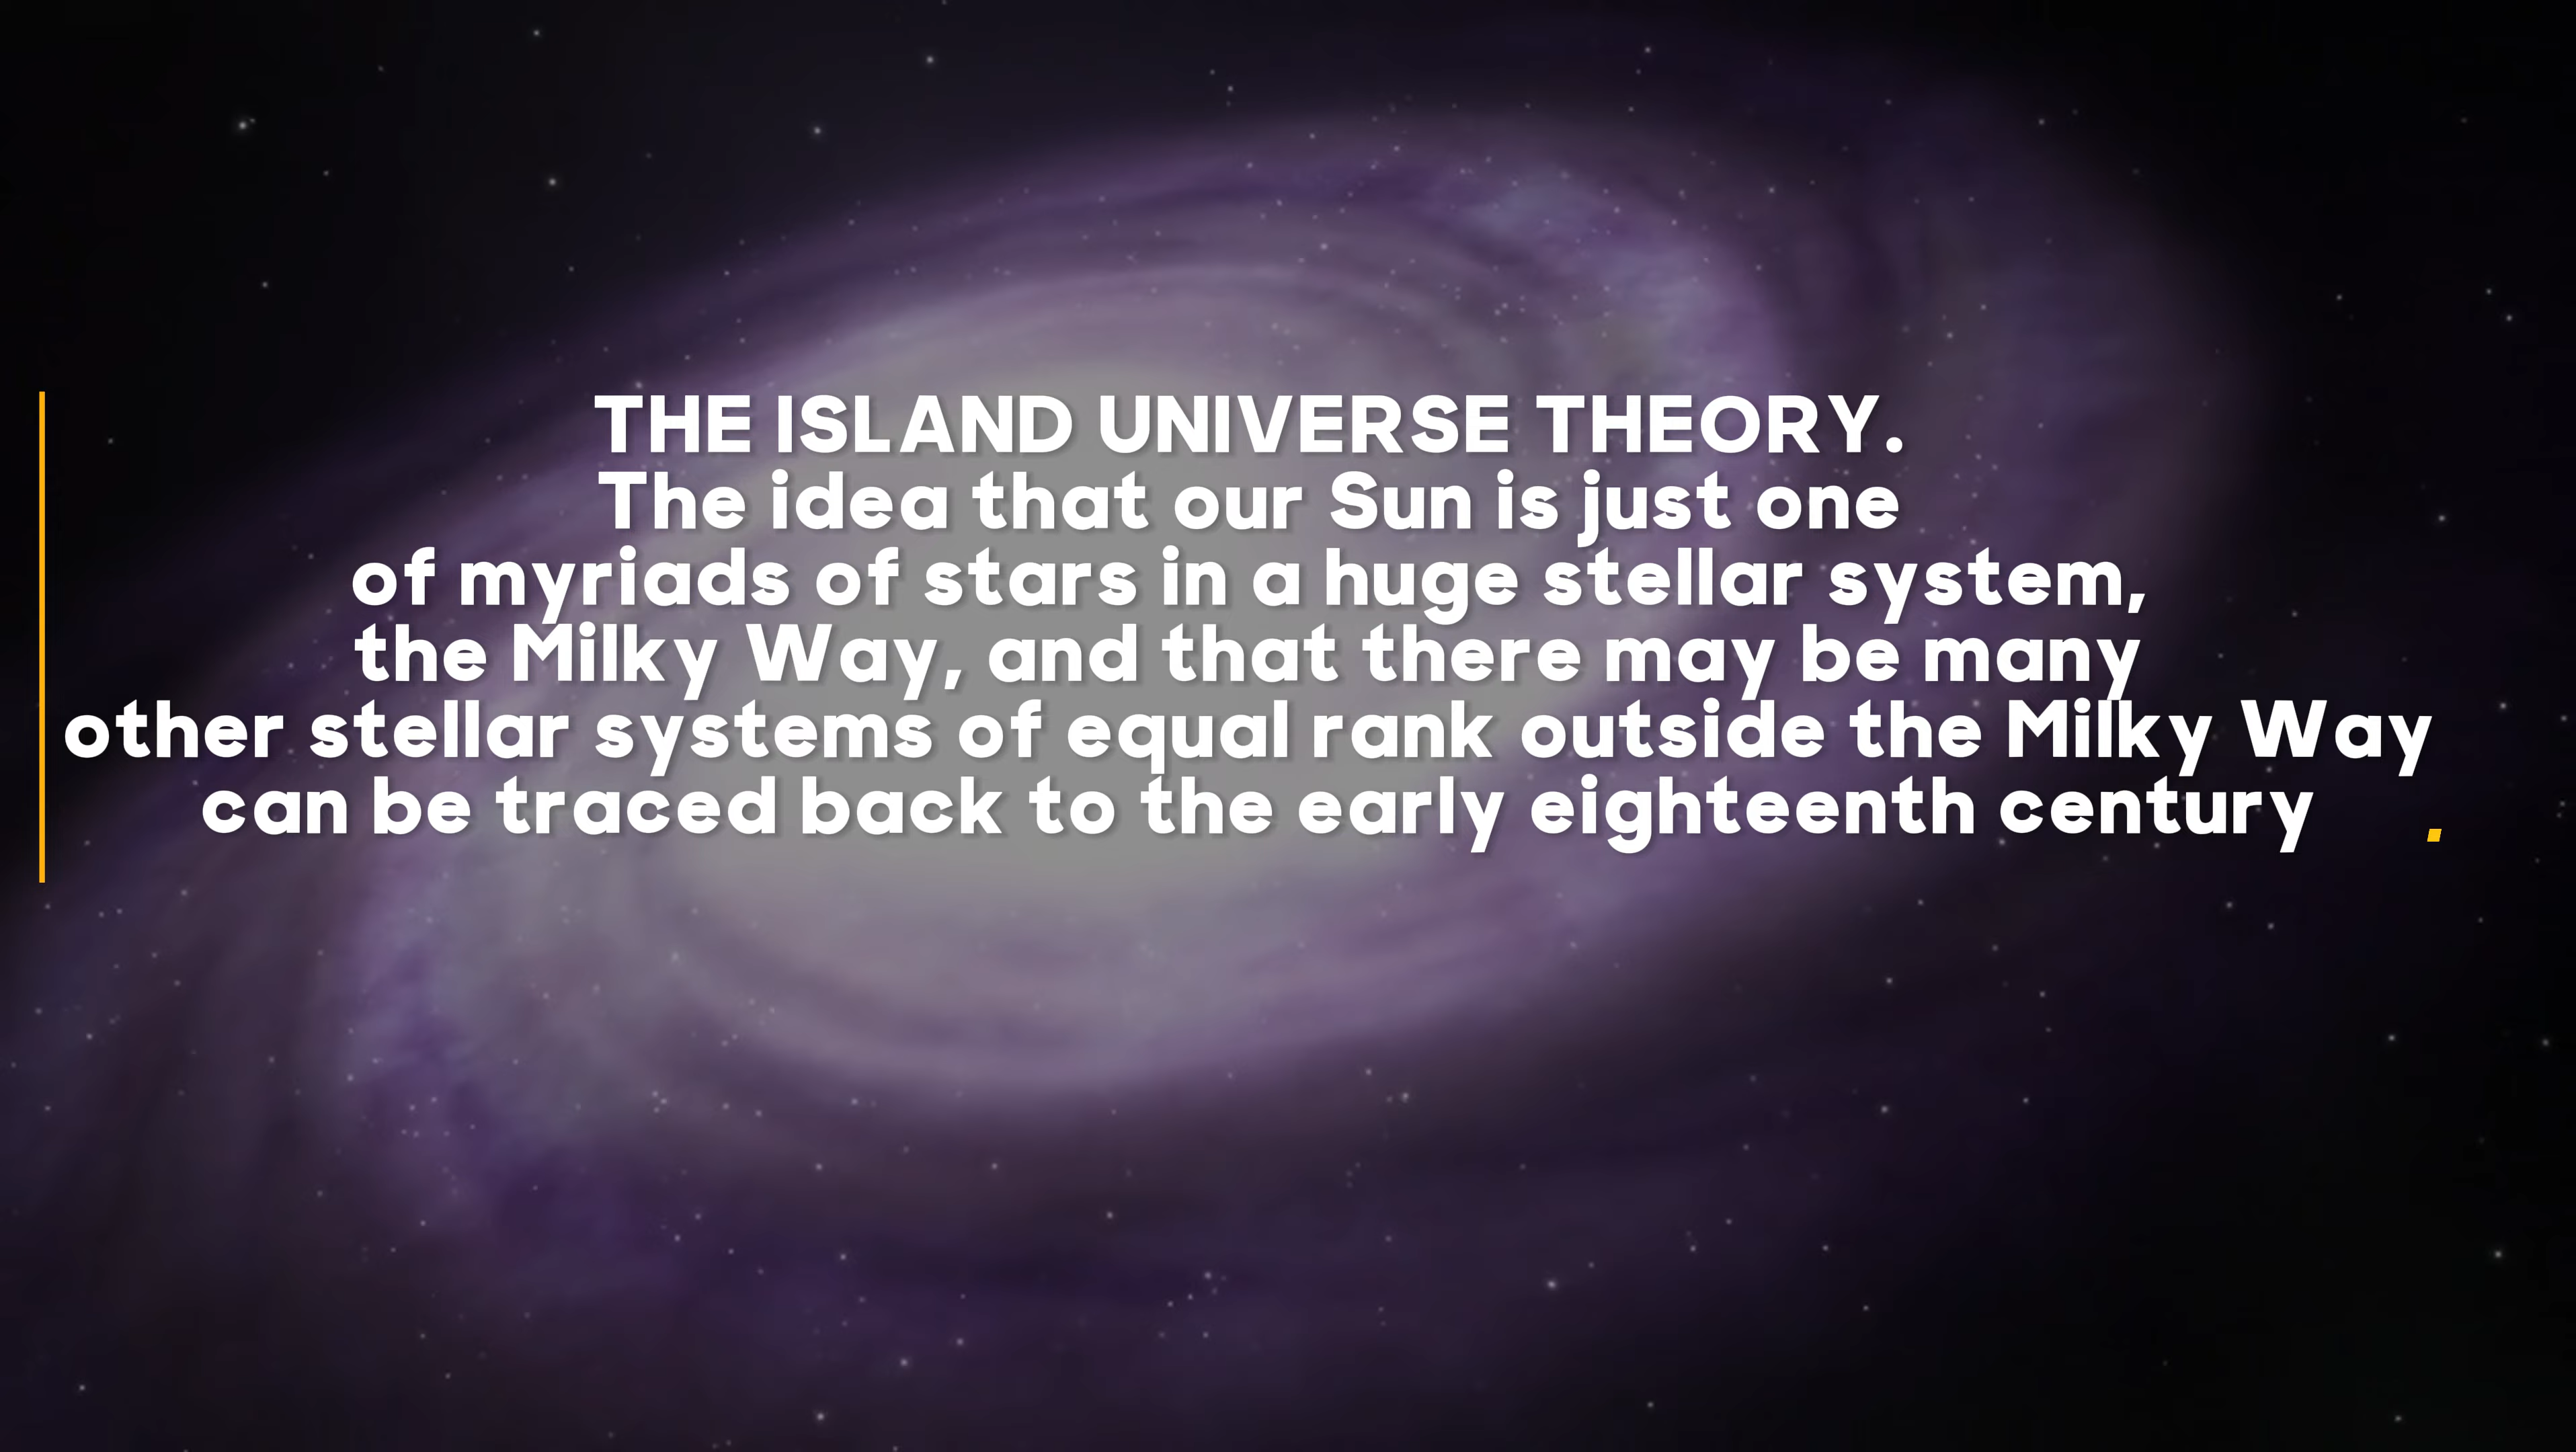 THE ISLAND UNIVERSE THEORY.
The idea that our Sun is just one
of myriads of stars in a huge stellar system,
the Milky Way, and that there may be many
other stellar systems of equal rank outside the Milky Way
can be traced back to the early eighteenth century .